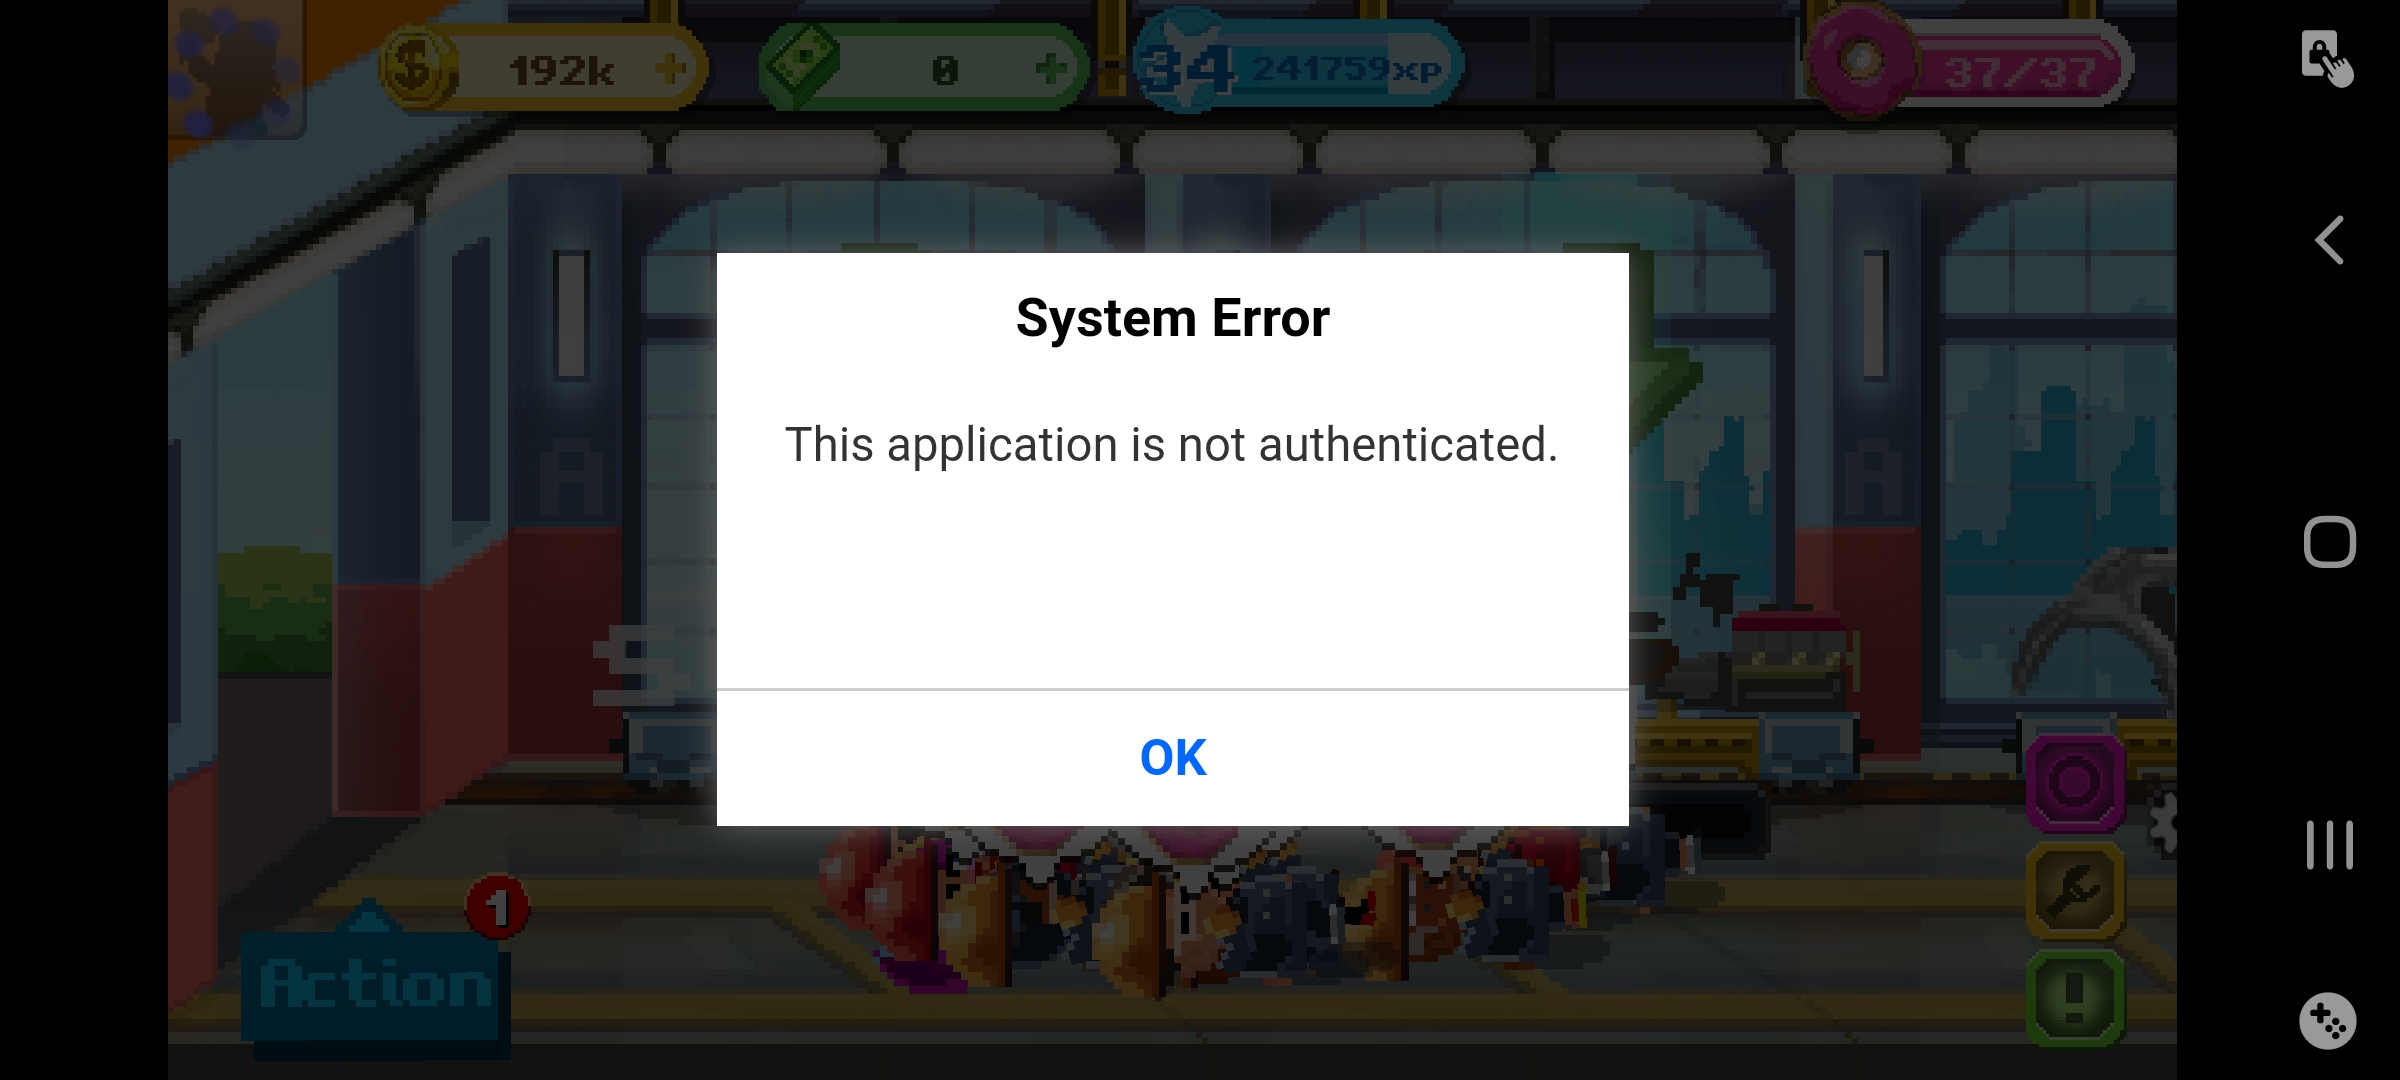 192k
0
34
241759xp
37/37
System Error
This application is not authenticated.
OK
A
A
S
1
Action
!